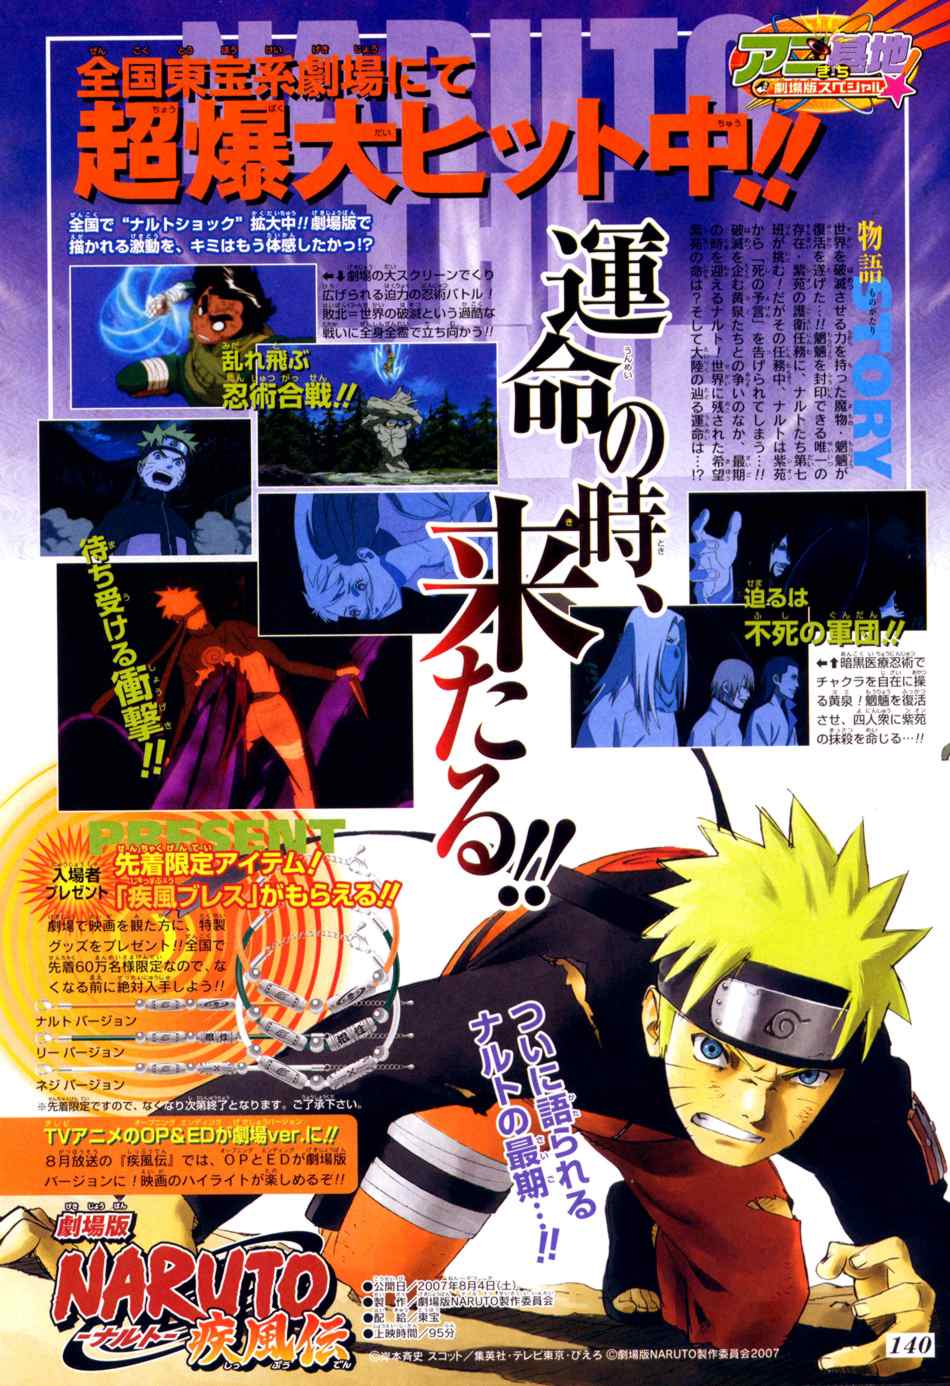 アニ基地
劇場版スペシャル
全国東宝系劇場にて
超爆大ヒット中!!
全国で“ナルトショック”拡大中!! 劇場版で
描かれる激動を、キミはもう体感したかっ!?
⬅⬇劇場の大スクリーンでくり
広げられる迫力の忍術バトル!
敗北=世界の破滅という過酷な
戦いに全身全霊で立ち向かう!!
乱れ飛ぶ
忍術合戦!!
運命の時、
来たる!!!
物語
STORY
世界を破滅させる力を持った魔物、魍魎が
復活を遂げた…!! 魍魎を封印できる唯一の
存在・紫苑の護衛任務に、ナルトたち第七
班が挑む! だがその任務中、ナルトは紫苑
から「死の予言」を告げられてしまう…!!
破滅を企む黄泉たちとの争いのなか、最期
の時を迎えるナルト! 世界に残された希望
紫苑の命は? そして大陸の辿る運命は…!?
待ち受ける衝撃!!
迫るは
不死の軍団!!
⬅⬆暗黒医療忍術で
チャクラを自在に操
る黄泉! 魍魎を復活
させ、四人衆に紫苑
の抹殺を命じる…!!
PRESENT
入場者
プレゼント
先着限定アイテム!
「疾風ブレス」がもらえる!!
劇場で映画を観た方に、特製
グッズをプレゼント!! 全国で
先着60万名様限定なので、な
くなる前に絶対入手しよう!!
ナルト バージョン
リー バージョン
ネジ バージョン
※先着限定ですので、なくなり次第終了となります。ご了承下さい。
TVアニメのOP&EDが劇場ver.に!!
8月放送の『疾風伝』では、OPとEDが劇場版
バージョンに! 映画のハイライトが楽しめるぞ!!
ついに語られる
ナルトの最期…!!
劇場版
NARUTO
-ナルト-
疾風伝
●公開日/2007年8月4日(土)
●製 作/劇場版NARUTO製作委員会
●配 給/東宝
●上映時間/95分
©岸本斉史 スコット/集英社・テレビ東京・ぴえろ ©劇場版NARUTO製作委員会2007
140